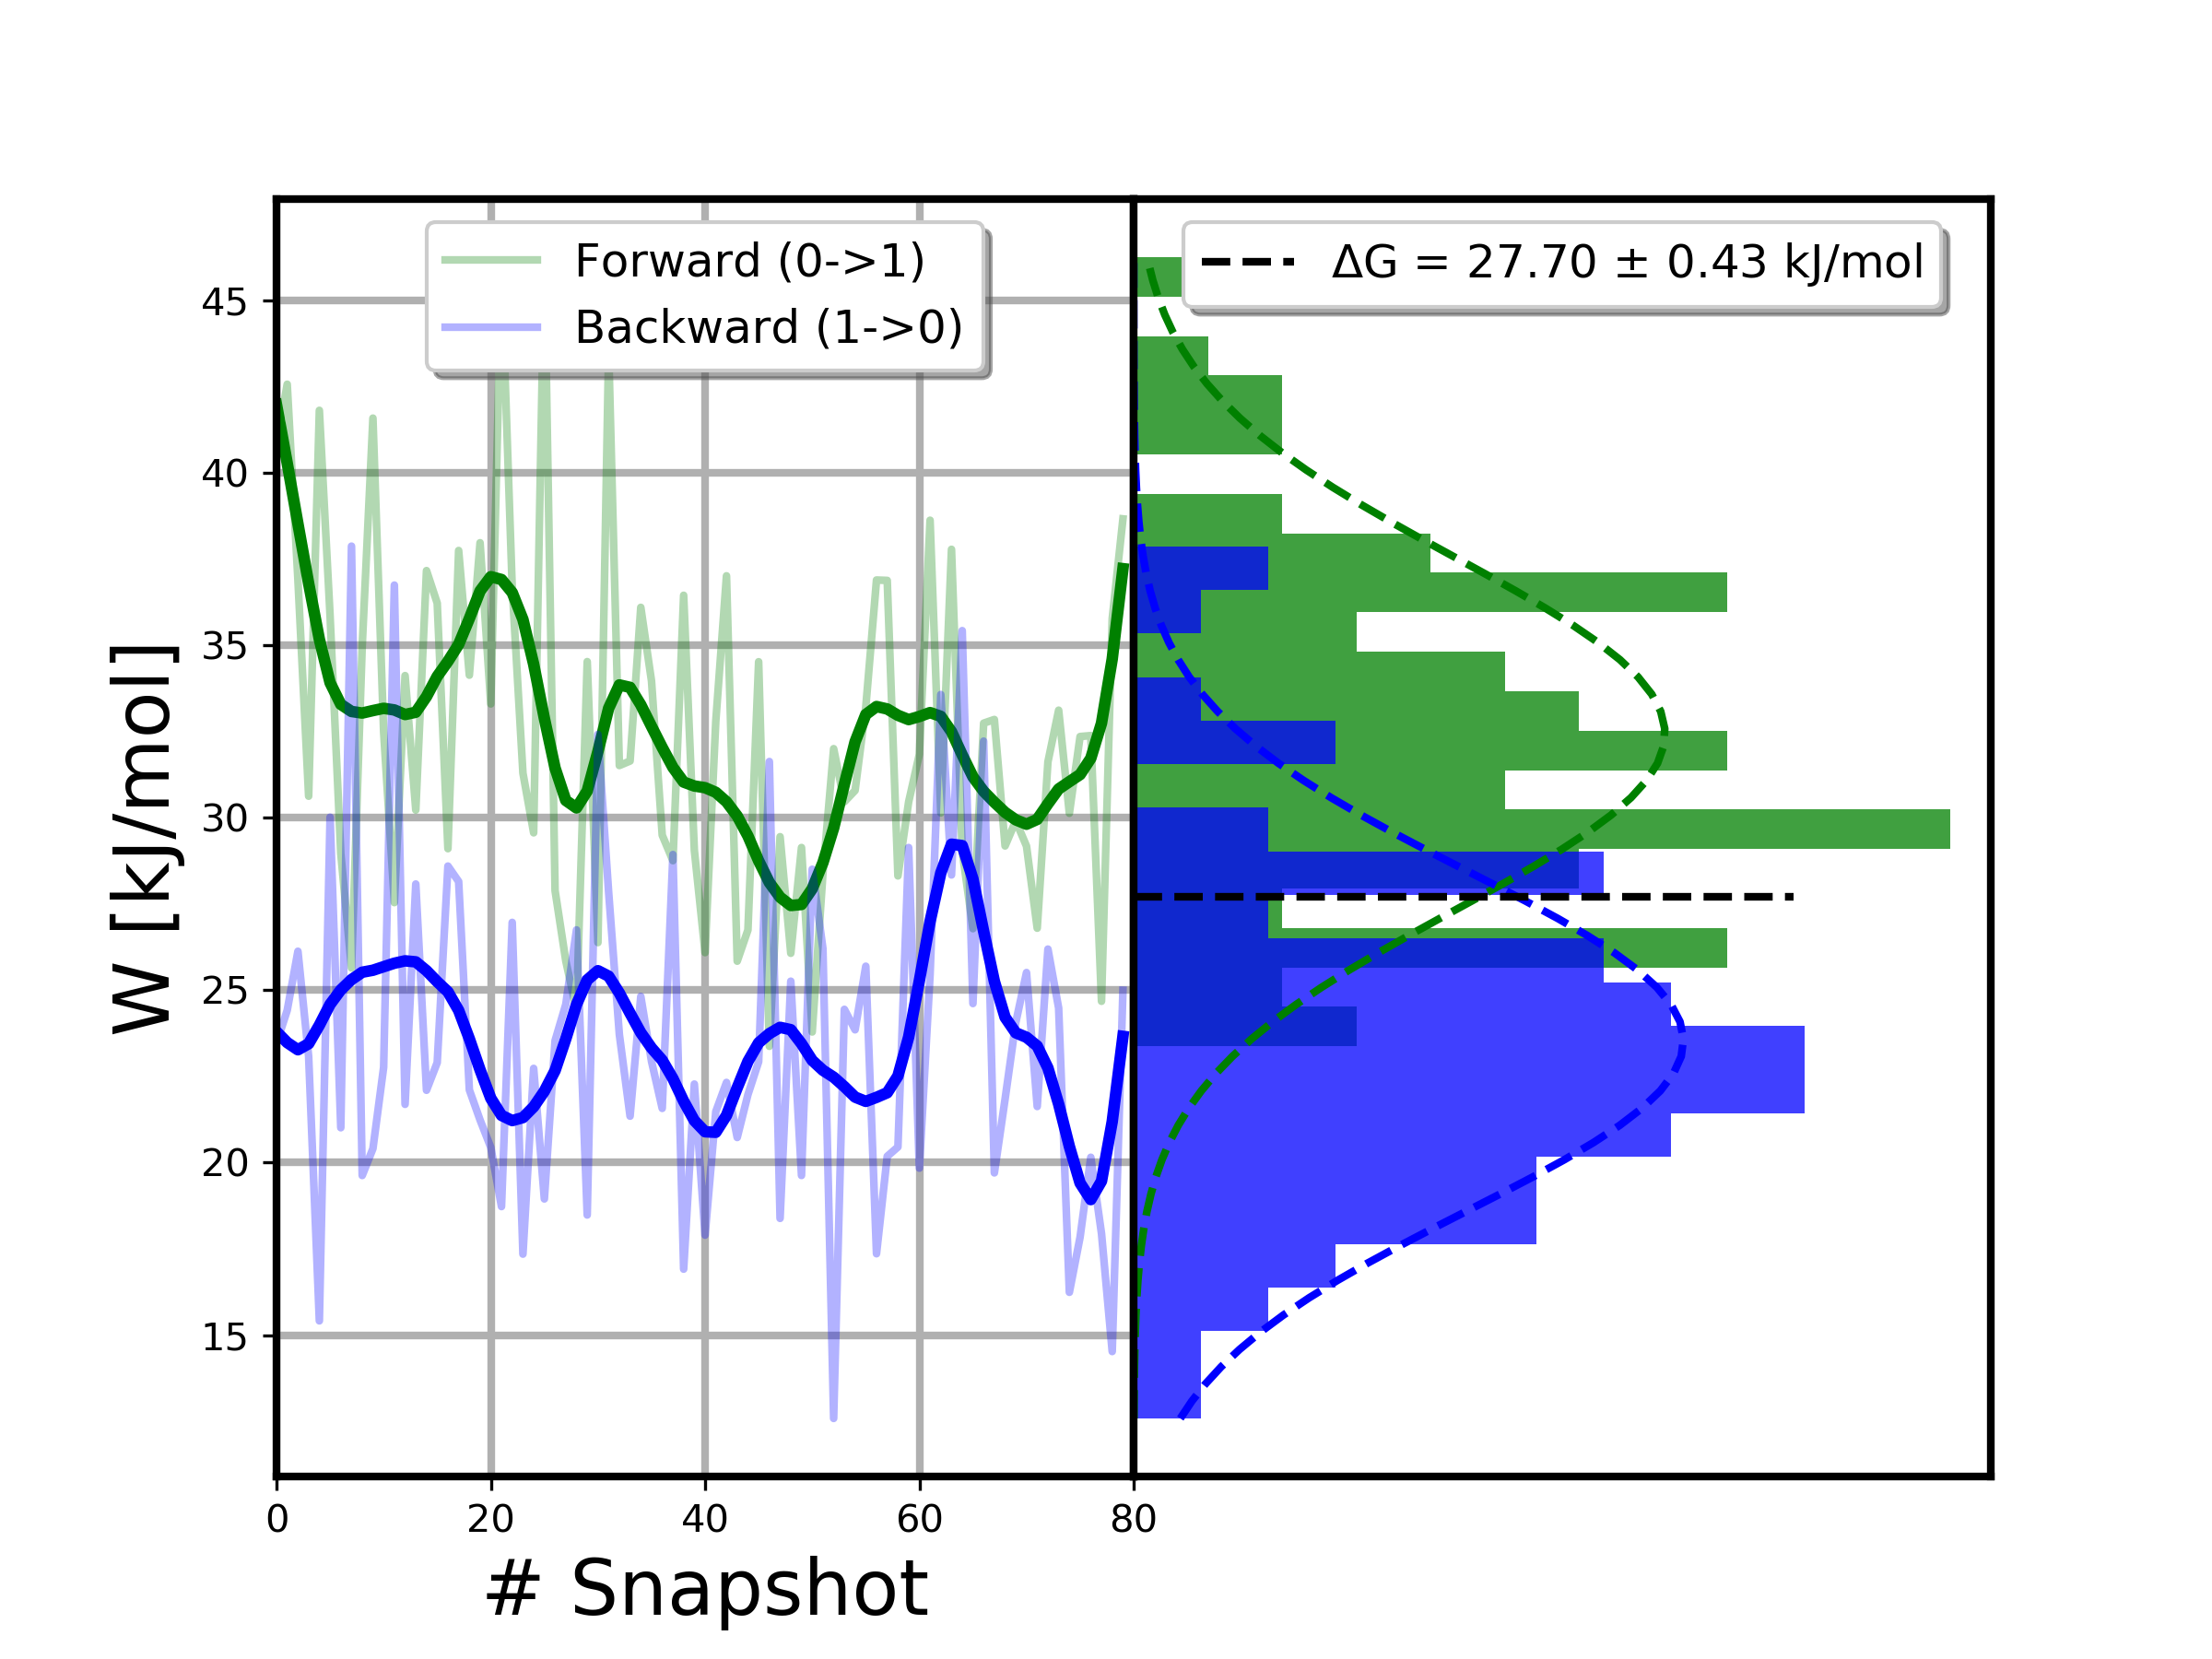 Forward (0->1)
Backward (1->0)
ΔG = 27.70 ± 0.43 kJ/mol
W [kJ/mol]
45
40
35
30
25
20
15
0 20 40 60 80
# Snapshot